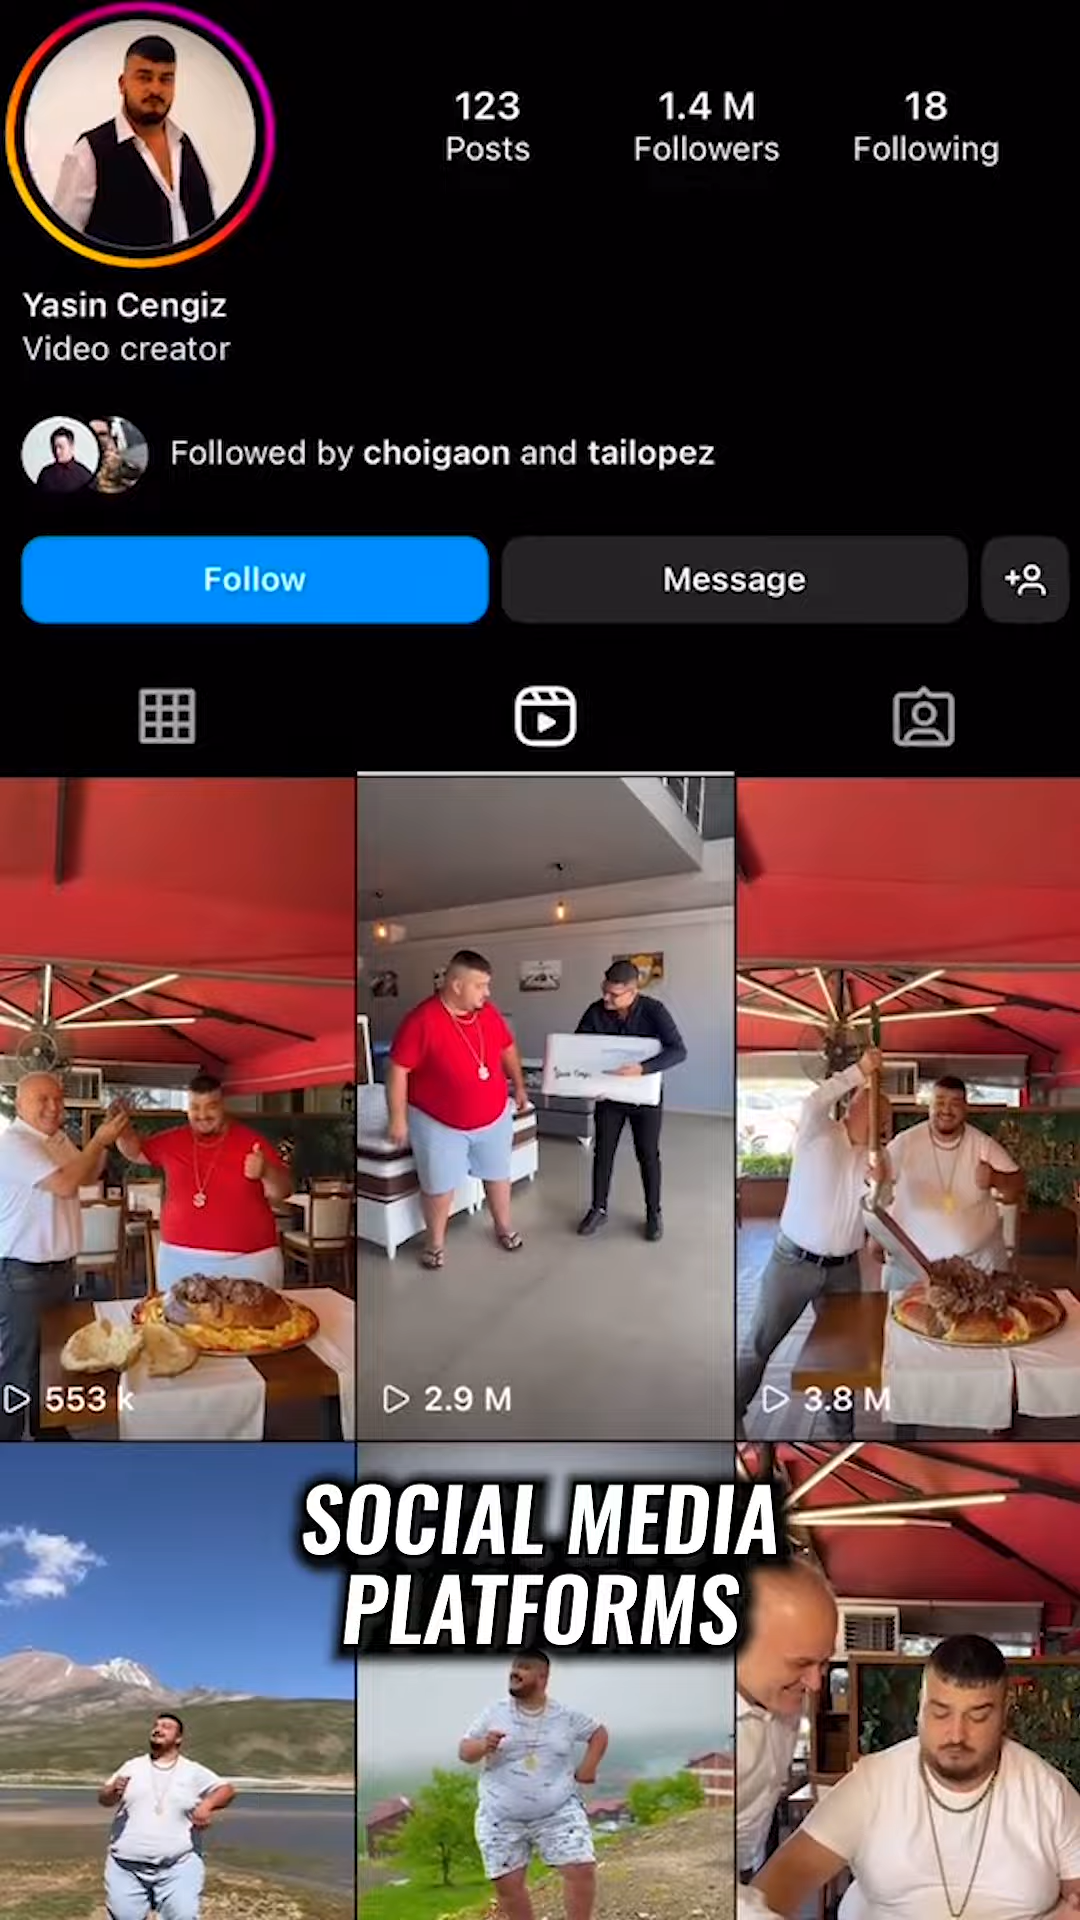 123
Posts
1.4 M
Followers
18
Following
Yasin Cengiz
Video creator
Followed by choigaon and tailopez
Follow
Message
553 k
2.9 M
3.8 M
SOCIAL MEDIA
PLATFORMS